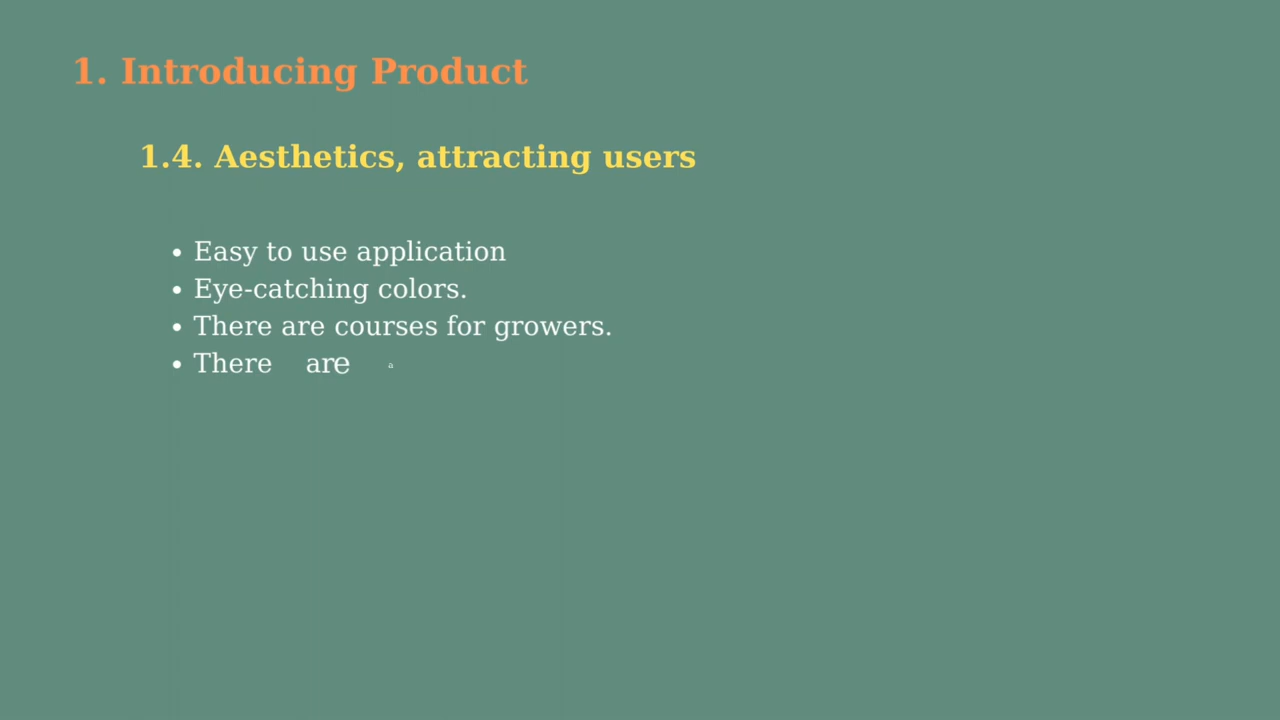 1. Introducing Product
1.4. Aesthetics, attracting users
• Easy to use application
• Eye-catching colors.
• There are courses for growers.
• There are a